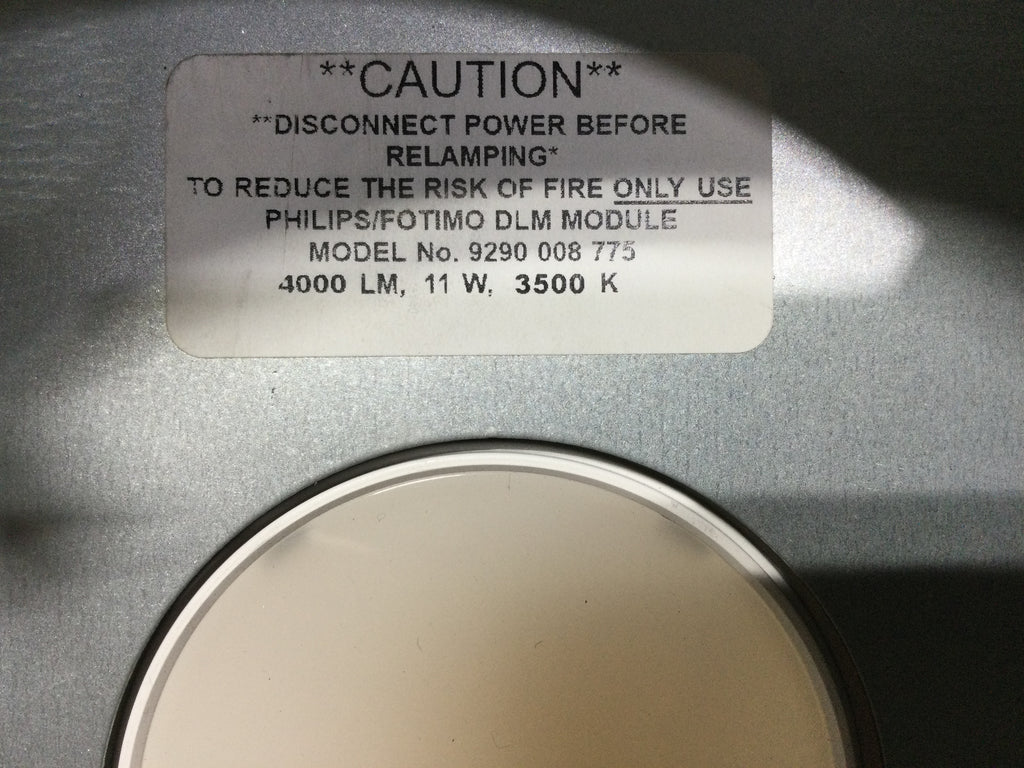 **CAUTION**
**DISCONNECT POWER BEFORE
RELAMPING*
TO REDUCE THE RISK OF FIRE ONLY USE
PHILIPS/FOTIMO DLM MODULE
MODEL No. 9290 008 775
4000 LM, 11 W, 3500 K